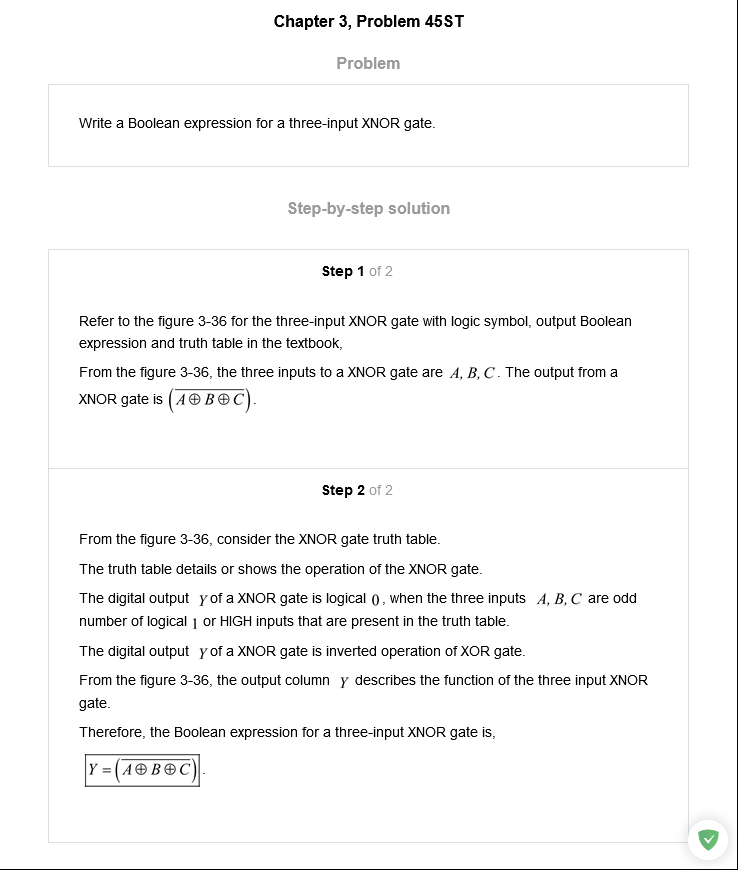 Chapter 3, Problem 45ST
Problem
Write a Boolean expression for a three-input XNOR gate.
Step-by-step solution
Step 1 of 2
Refer to the figure 3-36 for the three-input XNOR gate with logic symbol, output Boolean
expression and truth table in the textbook,
From the figure 3-36, the three inputs to a XNOR gate are A, B, C. The output from a
XNOR gate is (\overline{A⊕B⊕C}).
Step 2 of 2
From the figure 3-36, consider the XNOR gate truth table.
The truth table details or shows the operation of the XNOR gate.
The digital output Y of a XNOR gate is logical 0, when the three inputs A, B, C are odd
number of logical 1 or HIGH inputs that are present in the truth table.
The digital output Y of a XNOR gate is inverted operation of XOR gate.
From the figure 3-36, the output column Y describes the function of the three input XNOR
gate.
Therefore, the Boolean expression for a three-input XNOR gate is,
Y = (\overline{A⊕B⊕C}).